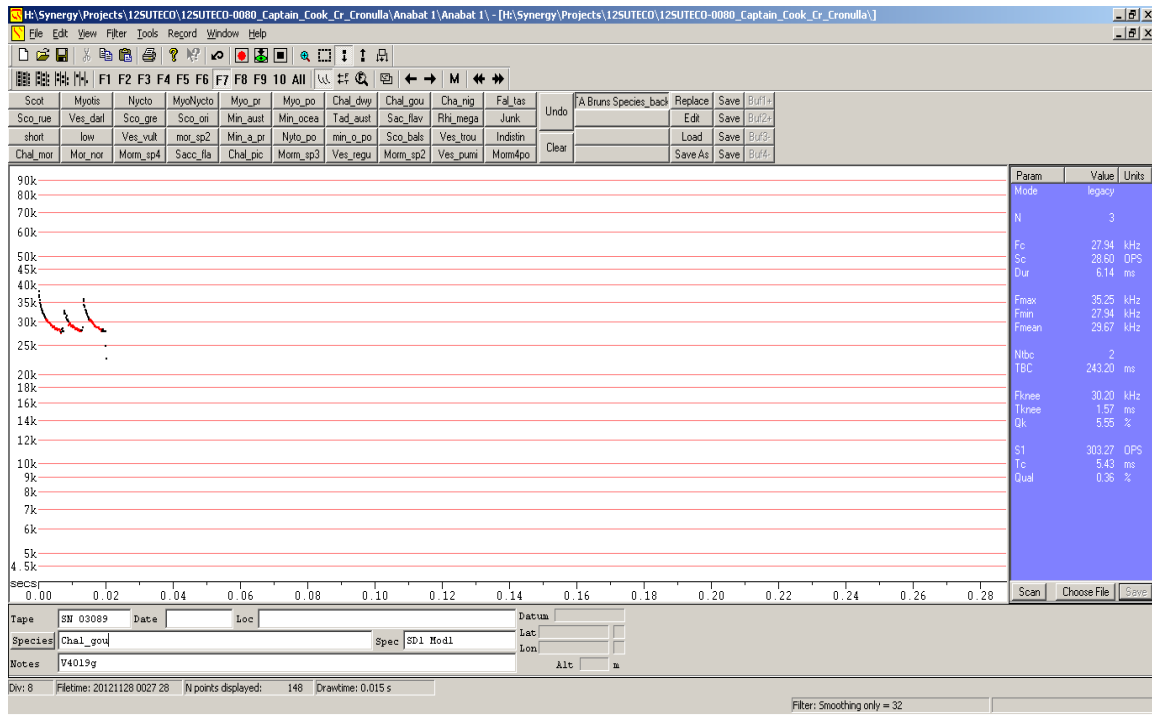 H:\Synergy\Projects\12SUTECO\12SUTECO-0080_Captain_Cook_Cr_Cronulla\Anabat 1\Anabat 1\ - [H:\Synergy\Projects\12SUTECO\12SUTECO-0080_Captain_Cook_Cr_Cronulla\]
File Edit View Filter Tools Record Window Help
F1 F2 F3 F4 F5 F6 F7 F8 F9 10 All M
Scot Myotis Nycto MyoNycto Myo_pr Myo_po Chal_dwy Chal_gou Cha_nig Fal_tas Undo Replace Save Buf1+
Sco_rue Ves_darl Sco_gre Sco_ori Min_aust Min_ocea Tad_aust Sac_flav Rhi_mega Junk Edit Save Buf2+
short low Ves_vult mor_sp2 Min_a_pr Nyto_po min_o_po Sco_bals Ves_trou Indistin Clear Load Save Buf3-
Chal_mor Mor_nor Morm_sp4 Sacc_fla Chal_pic Morm_sp3 Ves_regu Morm_sp2 Ves_pumi Morm4po Save As Save Buf4-
A Bruns Species_back
90k
80k
70k
60k
50k
45k
40k
35k
30k
25k
20k
18k
16k
14k
12k
10k
9k
8k
7k
6k
5k
4.5k
secs
0.00 0.02 0.04 0.06 0.08 0.10 0.12 0.14 0.16 0.18 0.20 0.22 0.24 0.26 0.28
Param Value Units
Mode legacy
N 3
Fc 27.94 kHz
Sc 28.60 OPS
Dur 6.14 ms
Fmax 35.25 kHz
Fmin 27.94 kHz
Fmean 29.67 kHz
Ntbc 2
TBC 243.20 ms
Fknee 30.20 kHz
Tknee 1.57 ms
Qk 5.55 %
S1 303.27 OPS
Tc 5.43 ms
Qual 0.36 %
Scan Choose File Save
Tape SN 03089 Date Loc Datum
Species Chal_gou Spec SD1 Mod1 Lat
Lon
Notes V4019g Alt m
Div: 8 Filetime: 20121128 0027 28 N points displayed: 148 Drawtime: 0.015 s
Filter: Smoothing only = 32